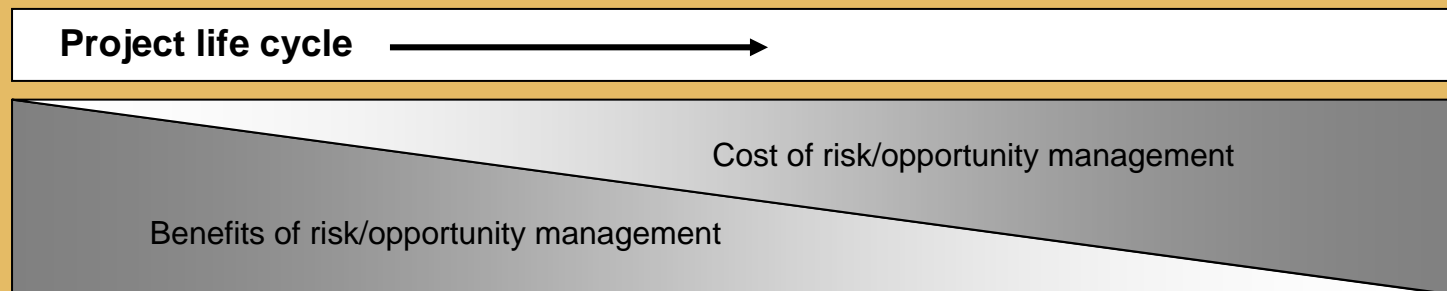 Project life cycle
Cost of risk/opportunity management
Benefits of risk/opportunity management